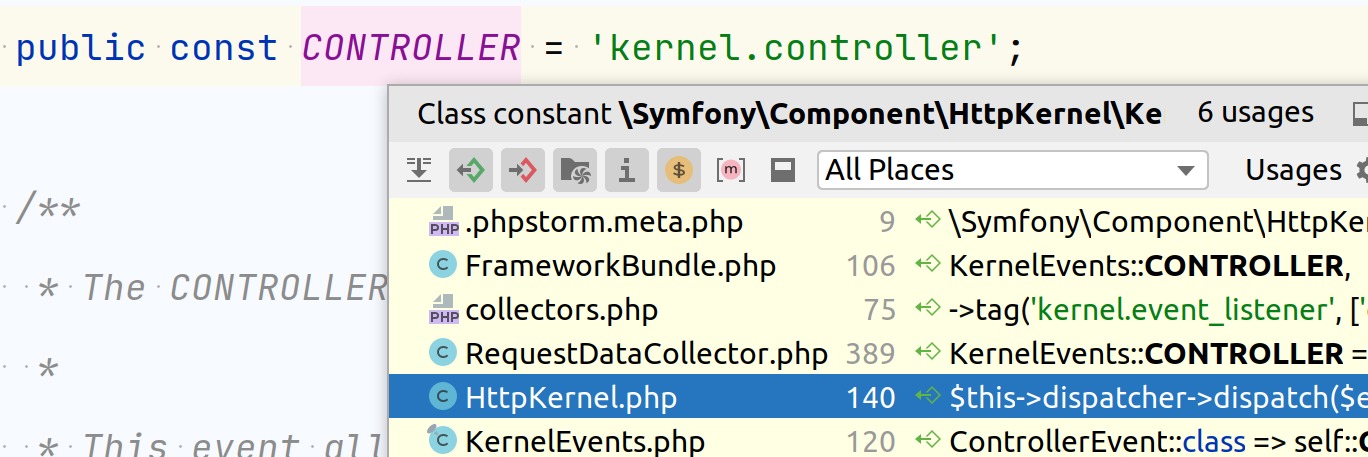 public const CONTROLLER = 'kernel.controller';
Class constant \Symfony\Component\HttpKernel\Ke 6 usages
All Places Usages
/**
.phpstorm.meta.php 9 \Symfony\Component\HttpKer
FrameworkBundle.php 106 KernelEvents::CONTROLLER,
* The CONTROLLER
collectors.php 75 ->tag('kernel.event_listener', ['
RequestDataCollector.php 389 KernelEvents::CONTROLLER =
*
HttpKernel.php 140 $this->dispatcher->dispatch($e
* This event all
KernelEvents.php 120 ControllerEvent::class => self::C